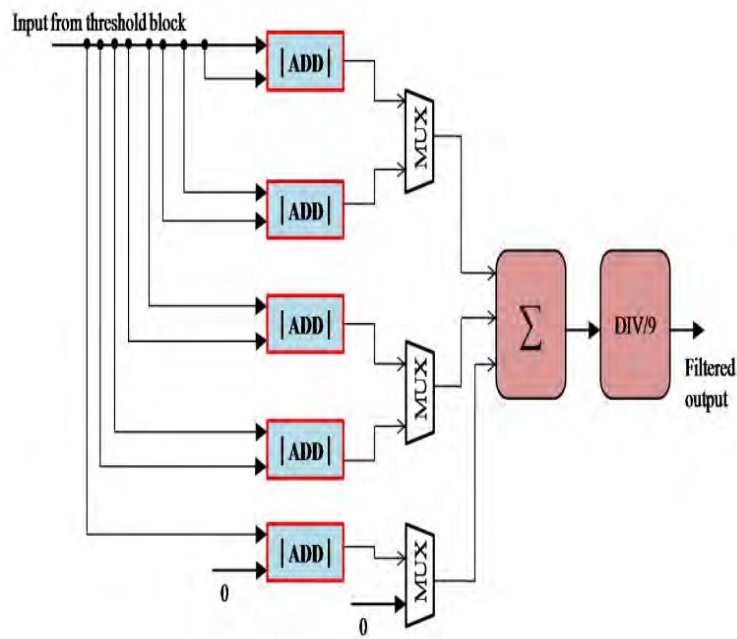 Input from threshold block
| ADD |
MUX
| ADD |
| ADD |
∑
DIV/9
Filtered
output
MUX
| ADD |
| ADD |
0
MUX
0